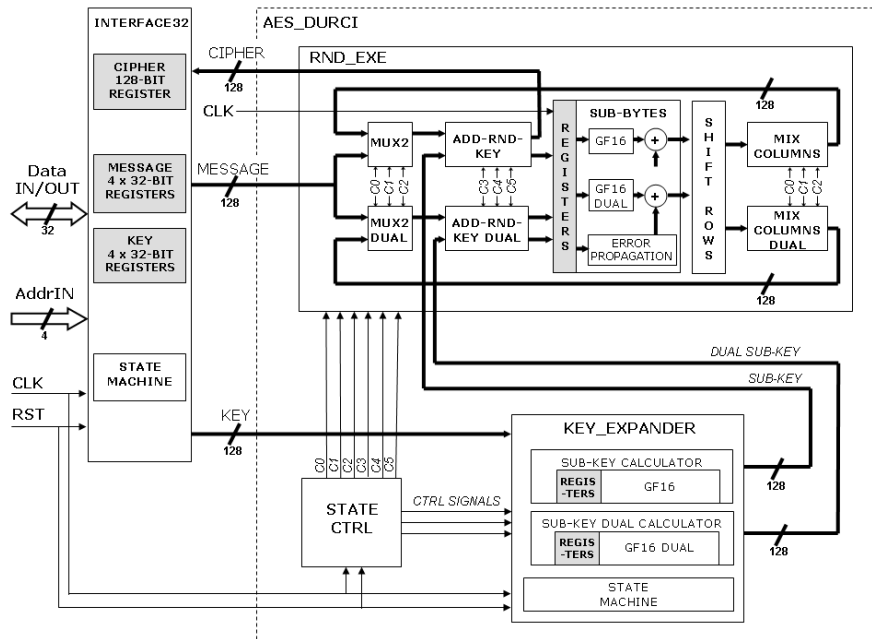 INTERFACE32
AES_DURCI
RND_EXE
CIPHER
128-BIT
REGISTER
CIPHER
128
CLK
MESSAGE
4 x 32-BIT
REGISTERS
MESSAGE
128
Data
IN/OUT
32
KEY
4 x 32-BIT
REGISTERS
AddrIN
4
STATE
MACHINE
CLK
RST
KEY
128
MUX2
C0
C1
C2
MUX2
DUAL
ADD-RND-
KEY
C3
C4
C5
ADD-RND-
KEY DUAL
REGISTERS
SUB-BYTES
GF16
+
GF16
DUAL
+
ERROR
PROPAGATION
SHIFT ROWS
128
MIX
COLUMNS
C0
C1
C2
MIX
COLUMNS
DUAL
128
DUAL SUB-KEY
SUB-KEY
C0
C1
C2
C3
C4
C5
STATE
CTRL
CTRL SIGNALS
KEY_EXPANDER
SUB-KEY CALCULATOR
REGIS
-TERS
GF16
128
SUB-KEY DUAL CALCULATOR
REGIS
-TERS
GF16 DUAL
128
STATE
MACHINE